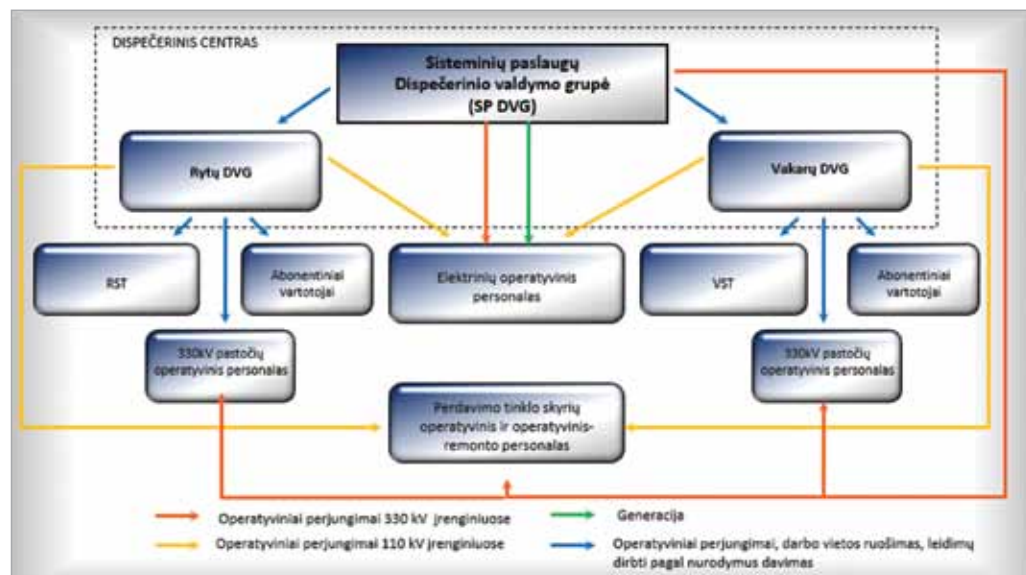 DISPEČERINIS CENTRAS
Sisteminių paslaugų
Dispečerinio valdymo grupė
(SP DVG)
Rytų DVG
Vakarų DVG
RST
Abonentiniai
vartotojai
Elektrinių operatyvinis
personalas
VST
Abonentiniai
vartotojai
330kV pastočių
operatyvinis personalas
330kV pastočių
operatyvinis personalas
Perdavimo tinklo skyrių
operatyvinis ir operatyvinis-
remonto personalas
Operatyviniai perjungimai 330 kV įrenginiuose
Generacija
Operatyviniai perjungimai 110 kV įrenginiuose
Operatyviniai perjungimai, darbo vietos ruošimas, leidimų
dirbti pagal nurodymus davimas